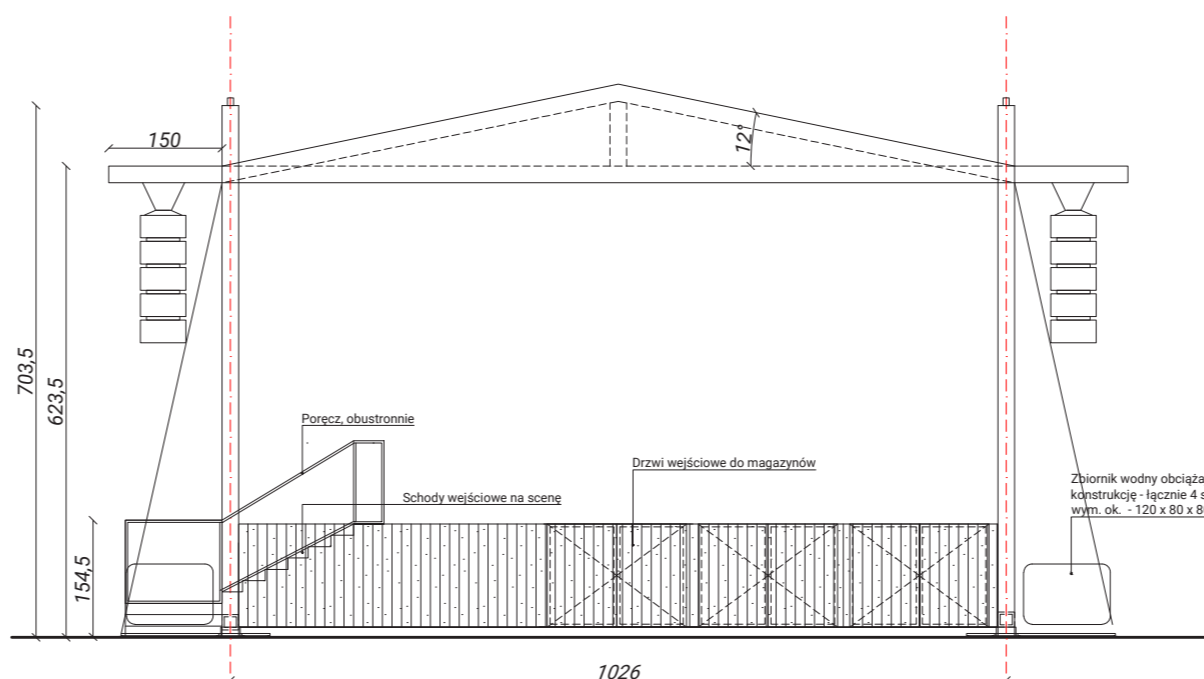 150
12°
703,5
623,5
Poręcz, obustronnie
Drzwi wejściowe do magazynów
Schody wejściowe na scenę
Zbiornik wodny obciąża
konstrukcję - łącznie 4 s
wym. ok. - 120 x 80 x 8
154,5
1026